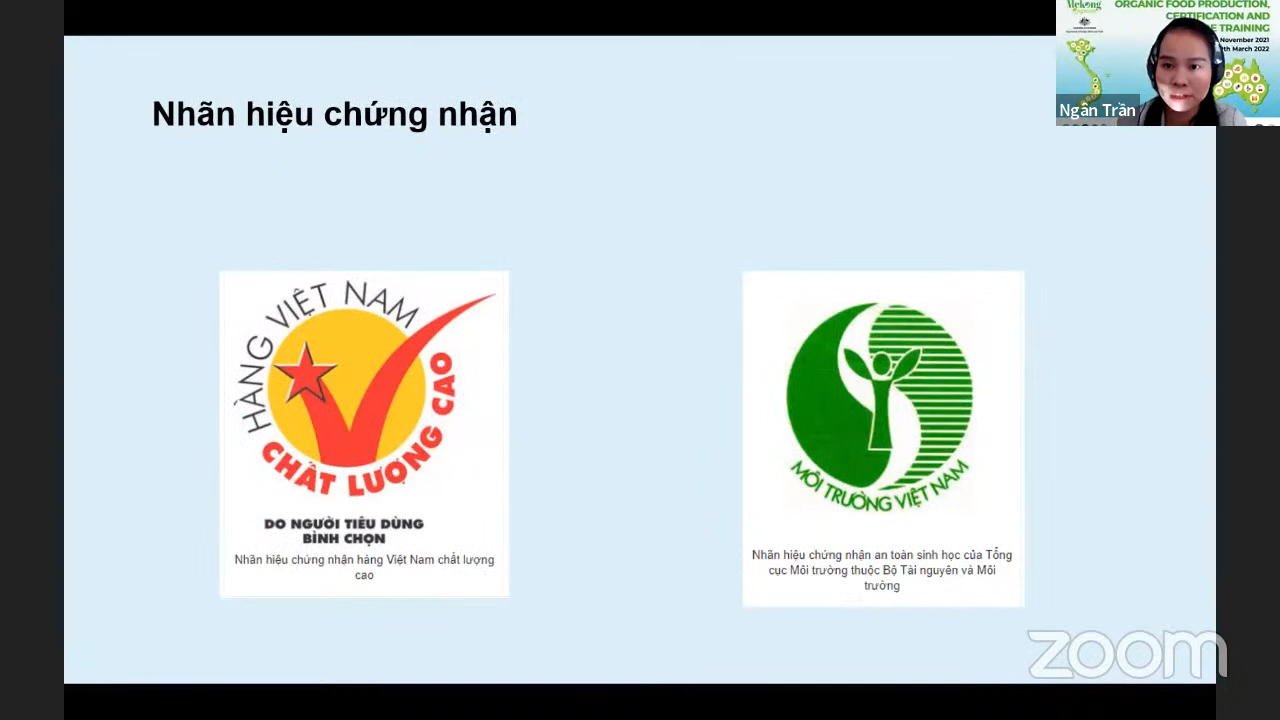 Mekong
ORGANIC FOOD PRODUCTION,
CERTIFICATION AND
TRAINING
November 2021
March 2022
Ngân Trần
Nhãn hiệu chứng nhận
HÀNG VIỆT NAM
CHẤT LƯỢNG CAO
DO NGƯỜI TIÊU DÙNG
BÌNH CHỌN
Nhãn hiệu chứng nhận hàng Việt Nam chất lượng
cao
MÔI TRƯỜNG VIỆT NAM
Nhãn hiệu chứng nhận an toàn sinh học của Tổng
cục Môi trường thuộc Bộ Tài nguyên và Môi
trường
zoom